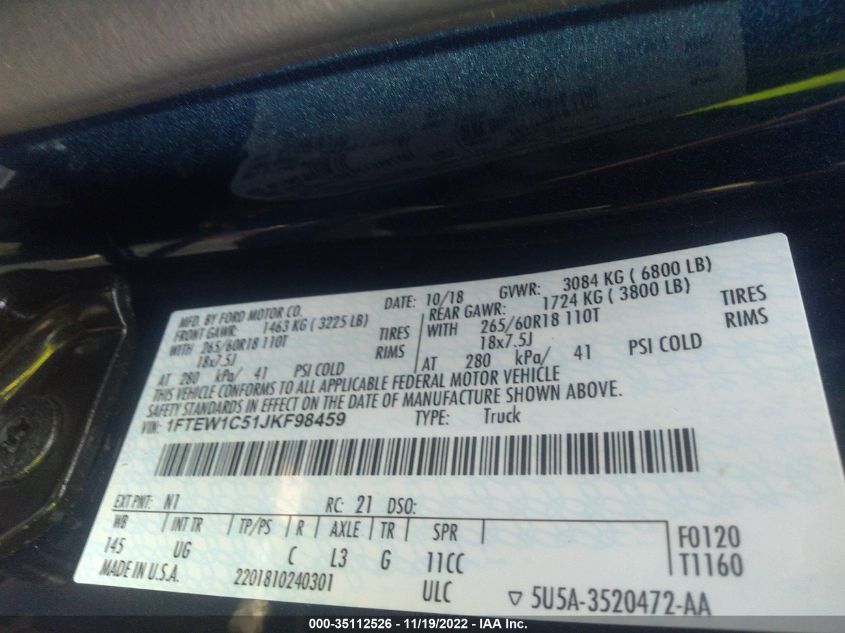 MFD. BY FORD MOTOR CO.
DATE: 10/18 GVWR: 3084 KG ( 6800 LB)
FRONT GAWR: 1463 KG ( 3225 LB) REAR GAWR: 1724 KG ( 3800 LB)
WITH 265/60R18 110T TIRES WITH 265/60R18 110T TIRES
18x7.5J RIMS 18x7.5J RIMS
AT 280 kPa/ 41 PSI COLD AT 280 kPa/ 41 PSI COLD
THIS VEHICLE CONFORMS TO ALL APPLICABLE FEDERAL MOTOR VEHICLE
SAFETY STANDARDS IN EFFECT ON THE DATE OF MANUFACTURE SHOWN ABOVE.
VIN: 1FTEW1C51JKF98459 TYPE: Truck
EXT PNT: N1 RC: 21 DSO:
WB INT TR TP/PS R AXLE TR SPR F0120
145 UG C L3 G 11CC T1160
MADE IN U.S.A. 2201810240301 ULC ▽ 5U5A-3520472-AA
000-35112526 - 11/19/2022 - IAA Inc.